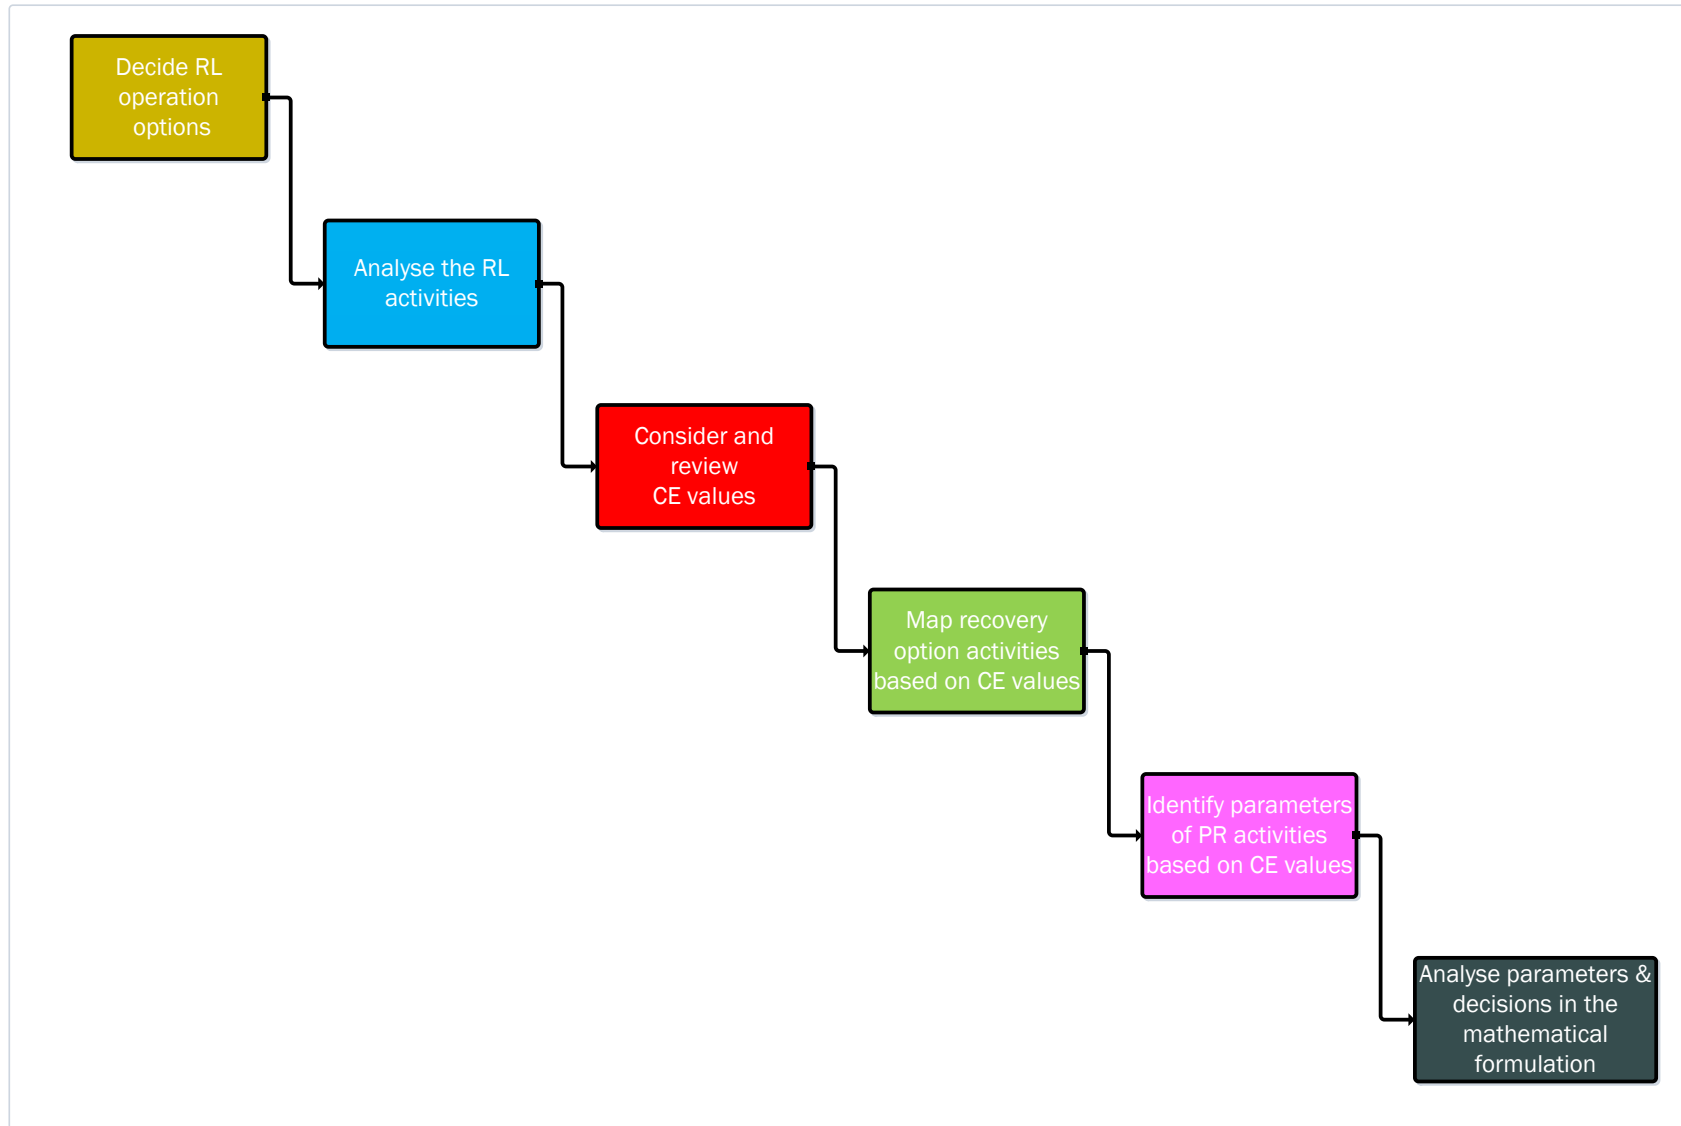 Decide RL
operation
options
Analyse the RL
activities
Consider and
review
CE values
Map recovery
option activities
based on CE values
Identify parameters
of PR activities
based on CE values
Analyse parameters &
decisions in the
mathematical
formulation